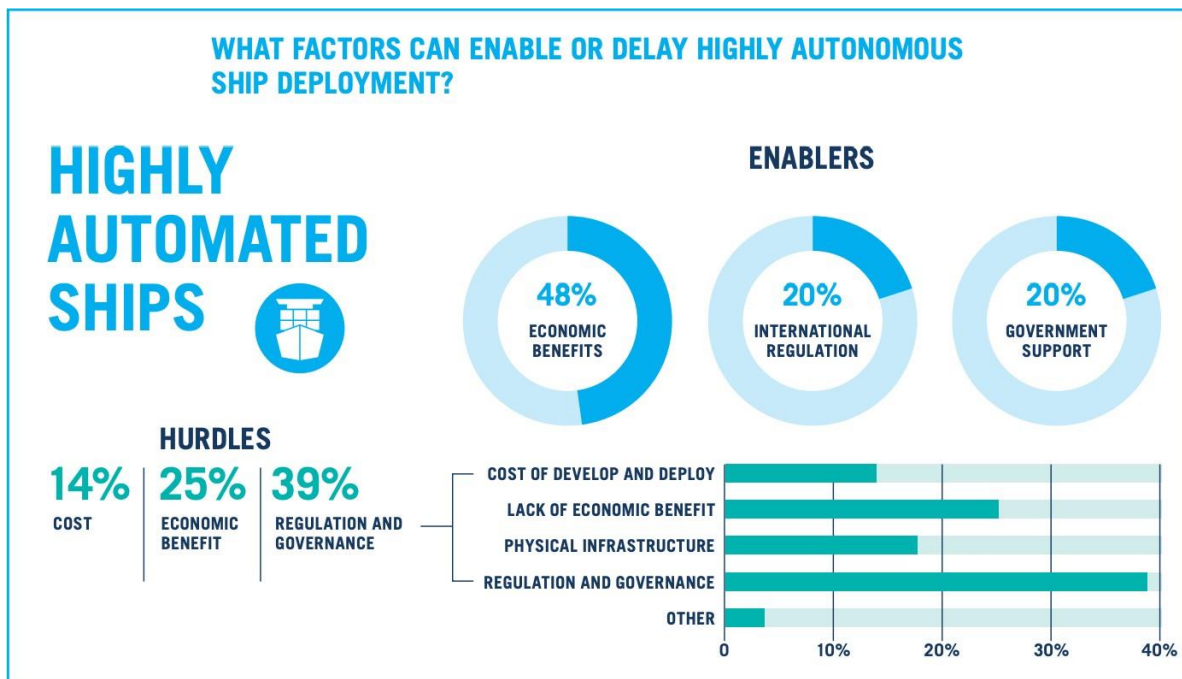 WHAT FACTORS CAN ENABLE OR DELAY HIGHLY AUTONOMOUS
SHIP DEPLOYMENT?
HIGHLY
AUTOMATED
SHIPS
ENABLERS
48%
ECONOMIC
BENEFITS
20%
INTERNATIONAL
REGULATION
20%
GOVERNMENT
SUPPORT
HURDLES
14%
COST
25%
ECONOMIC
BENEFIT
39%
REGULATION AND
GOVERNANCE
COST OF DEVELOP AND DEPLOY
LACK OF ECONOMIC BENEFIT
PHYSICAL INFRASTRUCTURE
REGULATION AND GOVERNANCE
OTHER
0 10% 20% 30% 40%